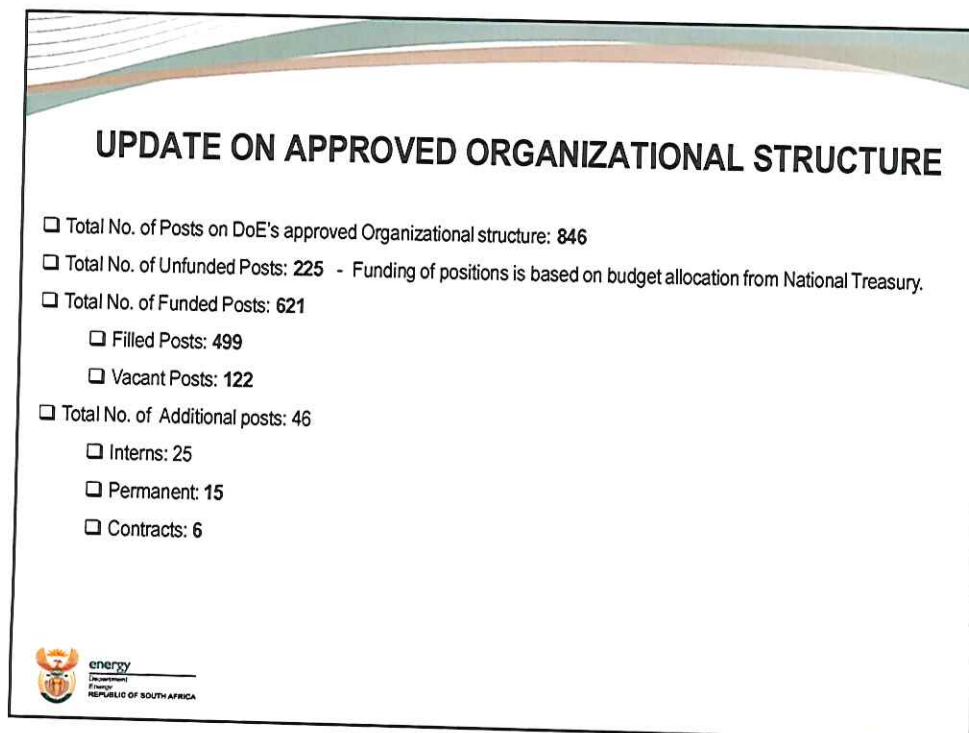 UPDATE ON APPROVED ORGANIZATIONAL STRUCTURE
❑ Total No. of Posts on DoE's approved Organizational structure: 846
❑ Total No. of Unfunded Posts: 225 - Funding of positions is based on budget allocation from National Treasury.
❑ Total No. of Funded Posts: 621
❑ Filled Posts: 499
❑ Vacant Posts: 122
❑ Total No. of Additional posts: 46
❑ Interns: 25
❑ Permanent: 15
❑ Contracts: 6
energy
Department
Energy
REPUBLIC OF SOUTH AFRICA